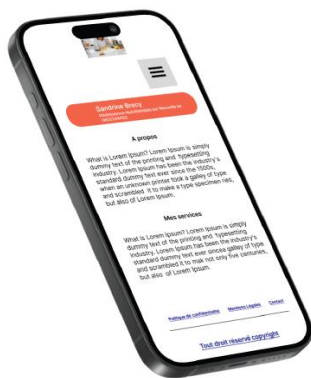 Sandrine Brecy
A propos
What is Lorem Ipsum? Lorem Ipsum is simply
dummy text of the printing and typesetting
industry. Lorem Ipsum has been the industry's
standard dummy text ever since the 1500s,
when an unknown printer took a galley of type
and scrambled it to make a type specimen ries,
but also of Lorem Ipsum.
Mes services
What is Lorem Ipsum? Lorem Ipsum is simply
dummy text of the printing and typesetting
industry. Lorem Ipsum has been the industry's
standard dummy text ever sinces galley of type
and scrambled it to mak not only five centuries,
but also of Lorem Ipsum.
Politique de confidentialité Mentions Légales Contact
Tout droit réservé copyright